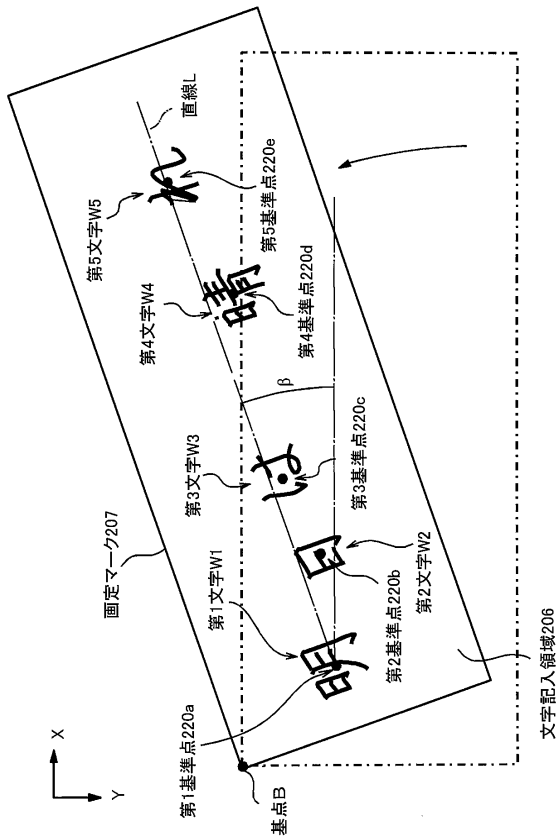 X
Y
画定マーク207
第1文字W1
第3文字W3
第4文字W4
第5文字W5
直線L
明日は晴れ
第1基準点220a
基点B
第2基準点220b
第2文字W2
第3基準点220c
β
第4基準点220d
第5基準点220e
文字記入領域206